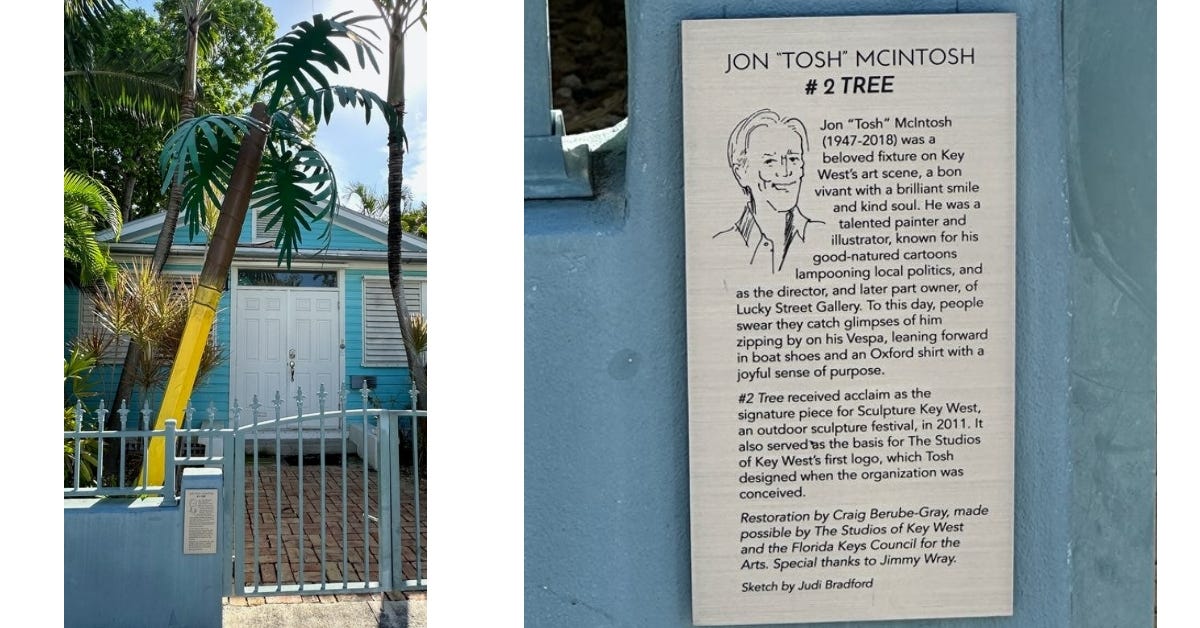 JON "TOSH" MCINTOSH
# 2 TREE
Jon "Tosh" McIntosh
(1947-2018) was a
beloved fixture on Key
West's art scene, a bon
vivant with a brilliant smile
and kind soul. He was a
talented painter and
illustrator, known for his
good-natured cartoons
lampooning local politics, and
as the director, and later part owner, of
Lucky Street Gallery. To this day, people
swear they catch glimpses of him
zipping by on his Vespa, leaning forward
in boat shoes and an Oxford shirt with a
joyful sense of purpose.
#2 Tree received acclaim as the
signature piece for Sculpture Key West,
an outdoor sculpture festival, in 2011. It
also served as the basis for The Studios
of Key West's first logo, which Tosh
designed when the organization was
conceived.
Restoration by Craig Berube-Gray, made
possible by The Studios of Key West
and the Florida Keys Council for the
Arts. Special thanks to Jimmy Wray.
Sketch by Judi Bradford